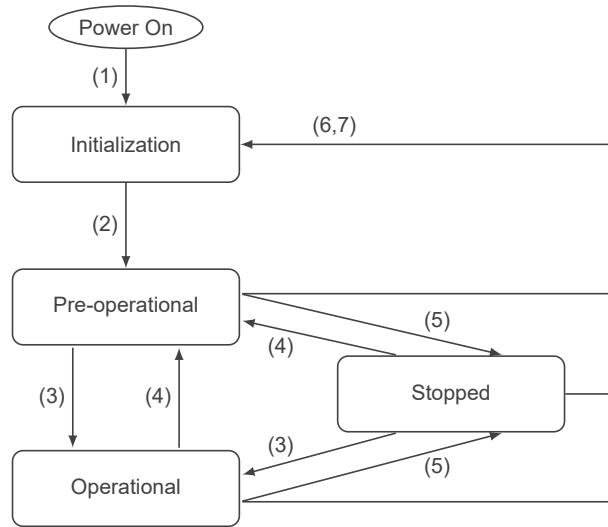 Power On
(1)
(6,7)
Initialization
(2)
Pre-operational
(5)
(4)
(3)
(4)
Stopped
(3)
(5)
Operational